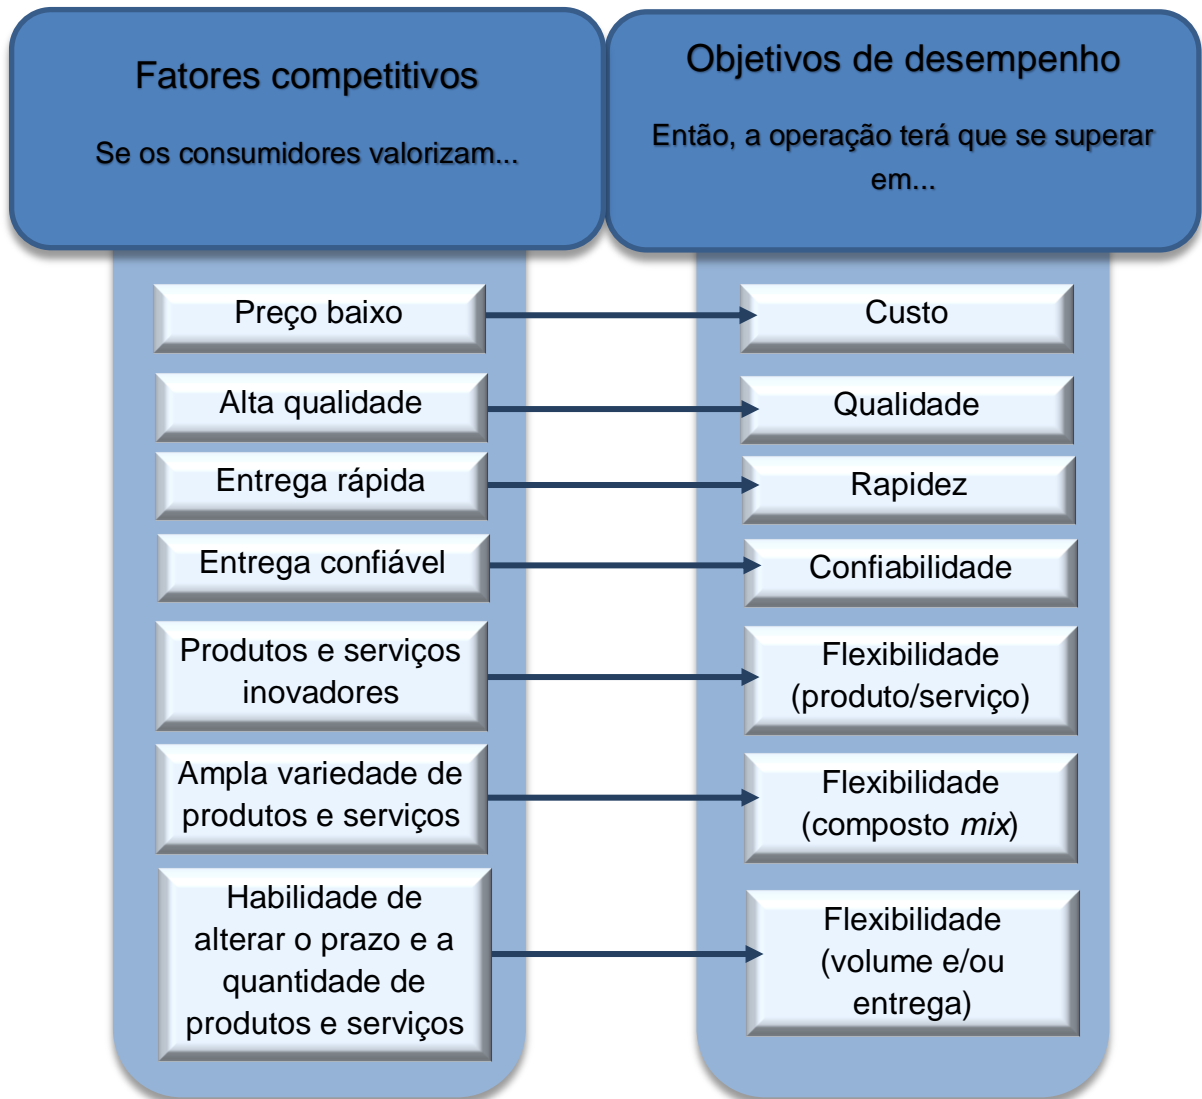 Fatores competitivos
Se os consumidores valorizam...
Objetivos de desempenho
Então, a operação terá que se superar
em...
Preço baixo
Custo
Alta qualidade
Qualidade
Entrega rápida
Rapidez
Entrega confiável
Confiabilidade
Produtos e serviços
inovadores
Flexibilidade
(produto/serviço)
Ampla variedade de
produtos e serviços
Flexibilidade
(composto mix)
Habilidade de
alterar o prazo e a
quantidade de
produtos e serviços
Flexibilidade
(volume e/ou
entrega)